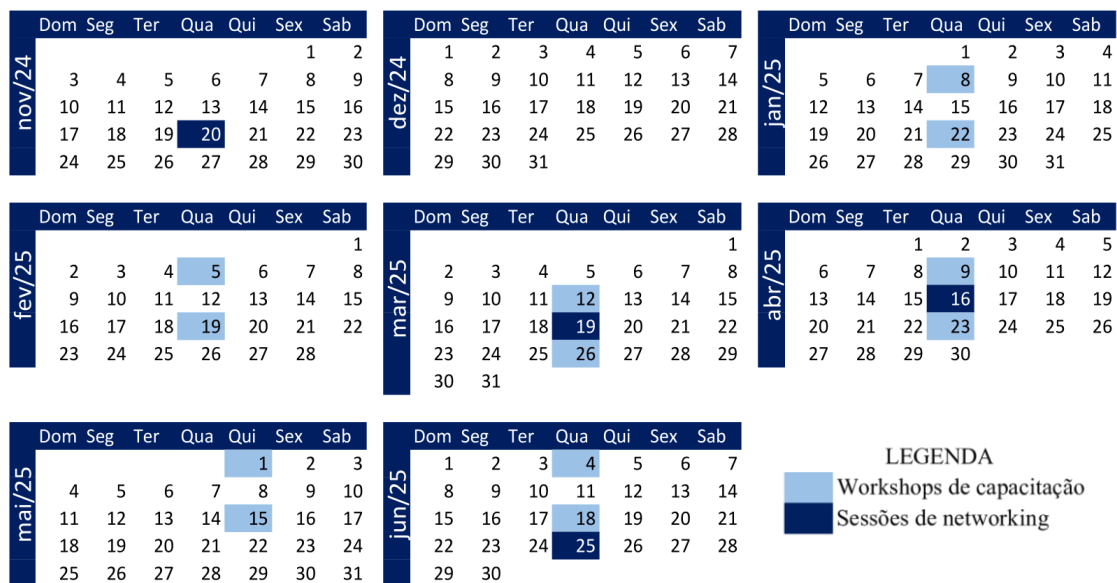 nov/24
Dom Seg Ter Qua Qui Sex Sab
1 2
3 4 5 6 7 8 9
10 11 12 13 14 15 16
17 18 19 20 21 22 23
24 25 26 27 28 29 30
dez/24
Dom Seg Ter Qua Qui Sex Sab
1 2 3 4 5 6 7
8 9 10 11 12 13 14
15 16 17 18 19 20 21
22 23 24 25 26 27 28
29 30 31
jan/25
Dom Seg Ter Qua Qui Sex Sab
1 2 3 4
5 6 7 8 9 10 11
12 13 14 15 16 17 18
19 20 21 22 23 24 25
26 27 28 29 30 31
fev/25
Dom Seg Ter Qua Qui Sex Sab
1
2 3 4 5 6 7 8
9 10 11 12 13 14 15
16 17 18 19 20 21 22
23 24 25 26 27 28
mar/25
Dom Seg Ter Qua Qui Sex Sab
1
2 3 4 5 6 7 8
9 10 11 12 13 14 15
16 17 18 19 20 21 22
23 24 25 26 27 28 29
30 31
abr/25
Dom Seg Ter Qua Qui Sex Sab
1 2 3 4 5
6 7 8 9 10 11 12
13 14 15 16 17 18 19
20 21 22 23 24 25 26
27 28 29 30
mai/25
Dom Seg Ter Qua Qui Sex Sab
1 2 3
4 5 6 7 8 9 10
11 12 13 14 15 16 17
18 19 20 21 22 23 24
25 26 27 28 29 30 31
jun/25
Dom Seg Ter Qua Qui Sex Sab
1 2 3 4 5 6 7
8 9 10 11 12 13 14
15 16 17 18 19 20 21
22 23 24 25 26 27 28
29 30
LEGENDA
Workshops de capacitação
Sessões de networking